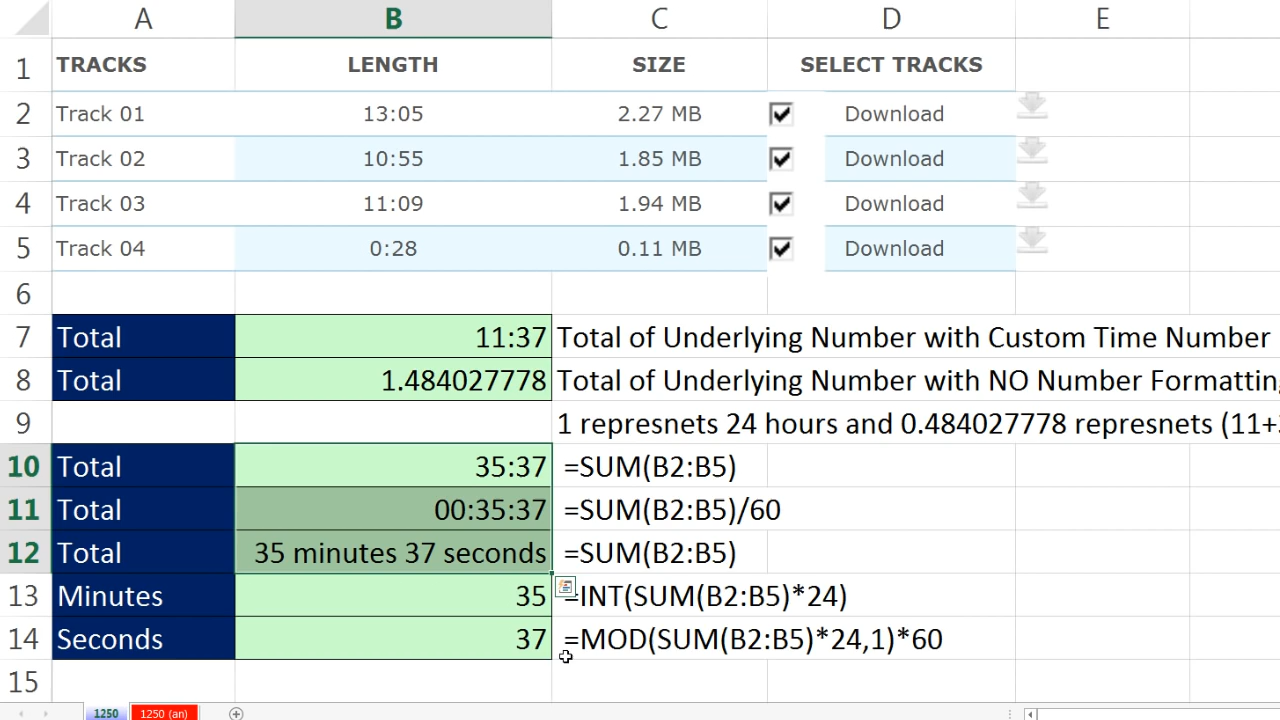 A B C D E
1 TRACKS LENGTH SIZE SELECT TRACKS
2 Track 01 13:05 2.27 MB Download
3 Track 02 10:55 1.85 MB Download
4 Track 03 11:09 1.94 MB Download
5 Track 04 0:28 0.11 MB Download
6
7 Total 11:37 Total of Underlying Number with Custom Time Number
8 Total 1.484027778 Total of Underlying Number with NO Number Formatting
9 1 represnets 24 hours and 0.484027778 represnets (11+
10 Total 35:37 =SUM(B2:B5)
11 Total 00:35:37 =SUM(B2:B5)/60
12 Total 35 minutes 37 seconds =SUM(B2:B5)
13 Minutes 35 =INT(SUM(B2:B5)*24)
14 Seconds 37 =MOD(SUM(B2:B5)*24,1)*60
15
1250 1250 (an)